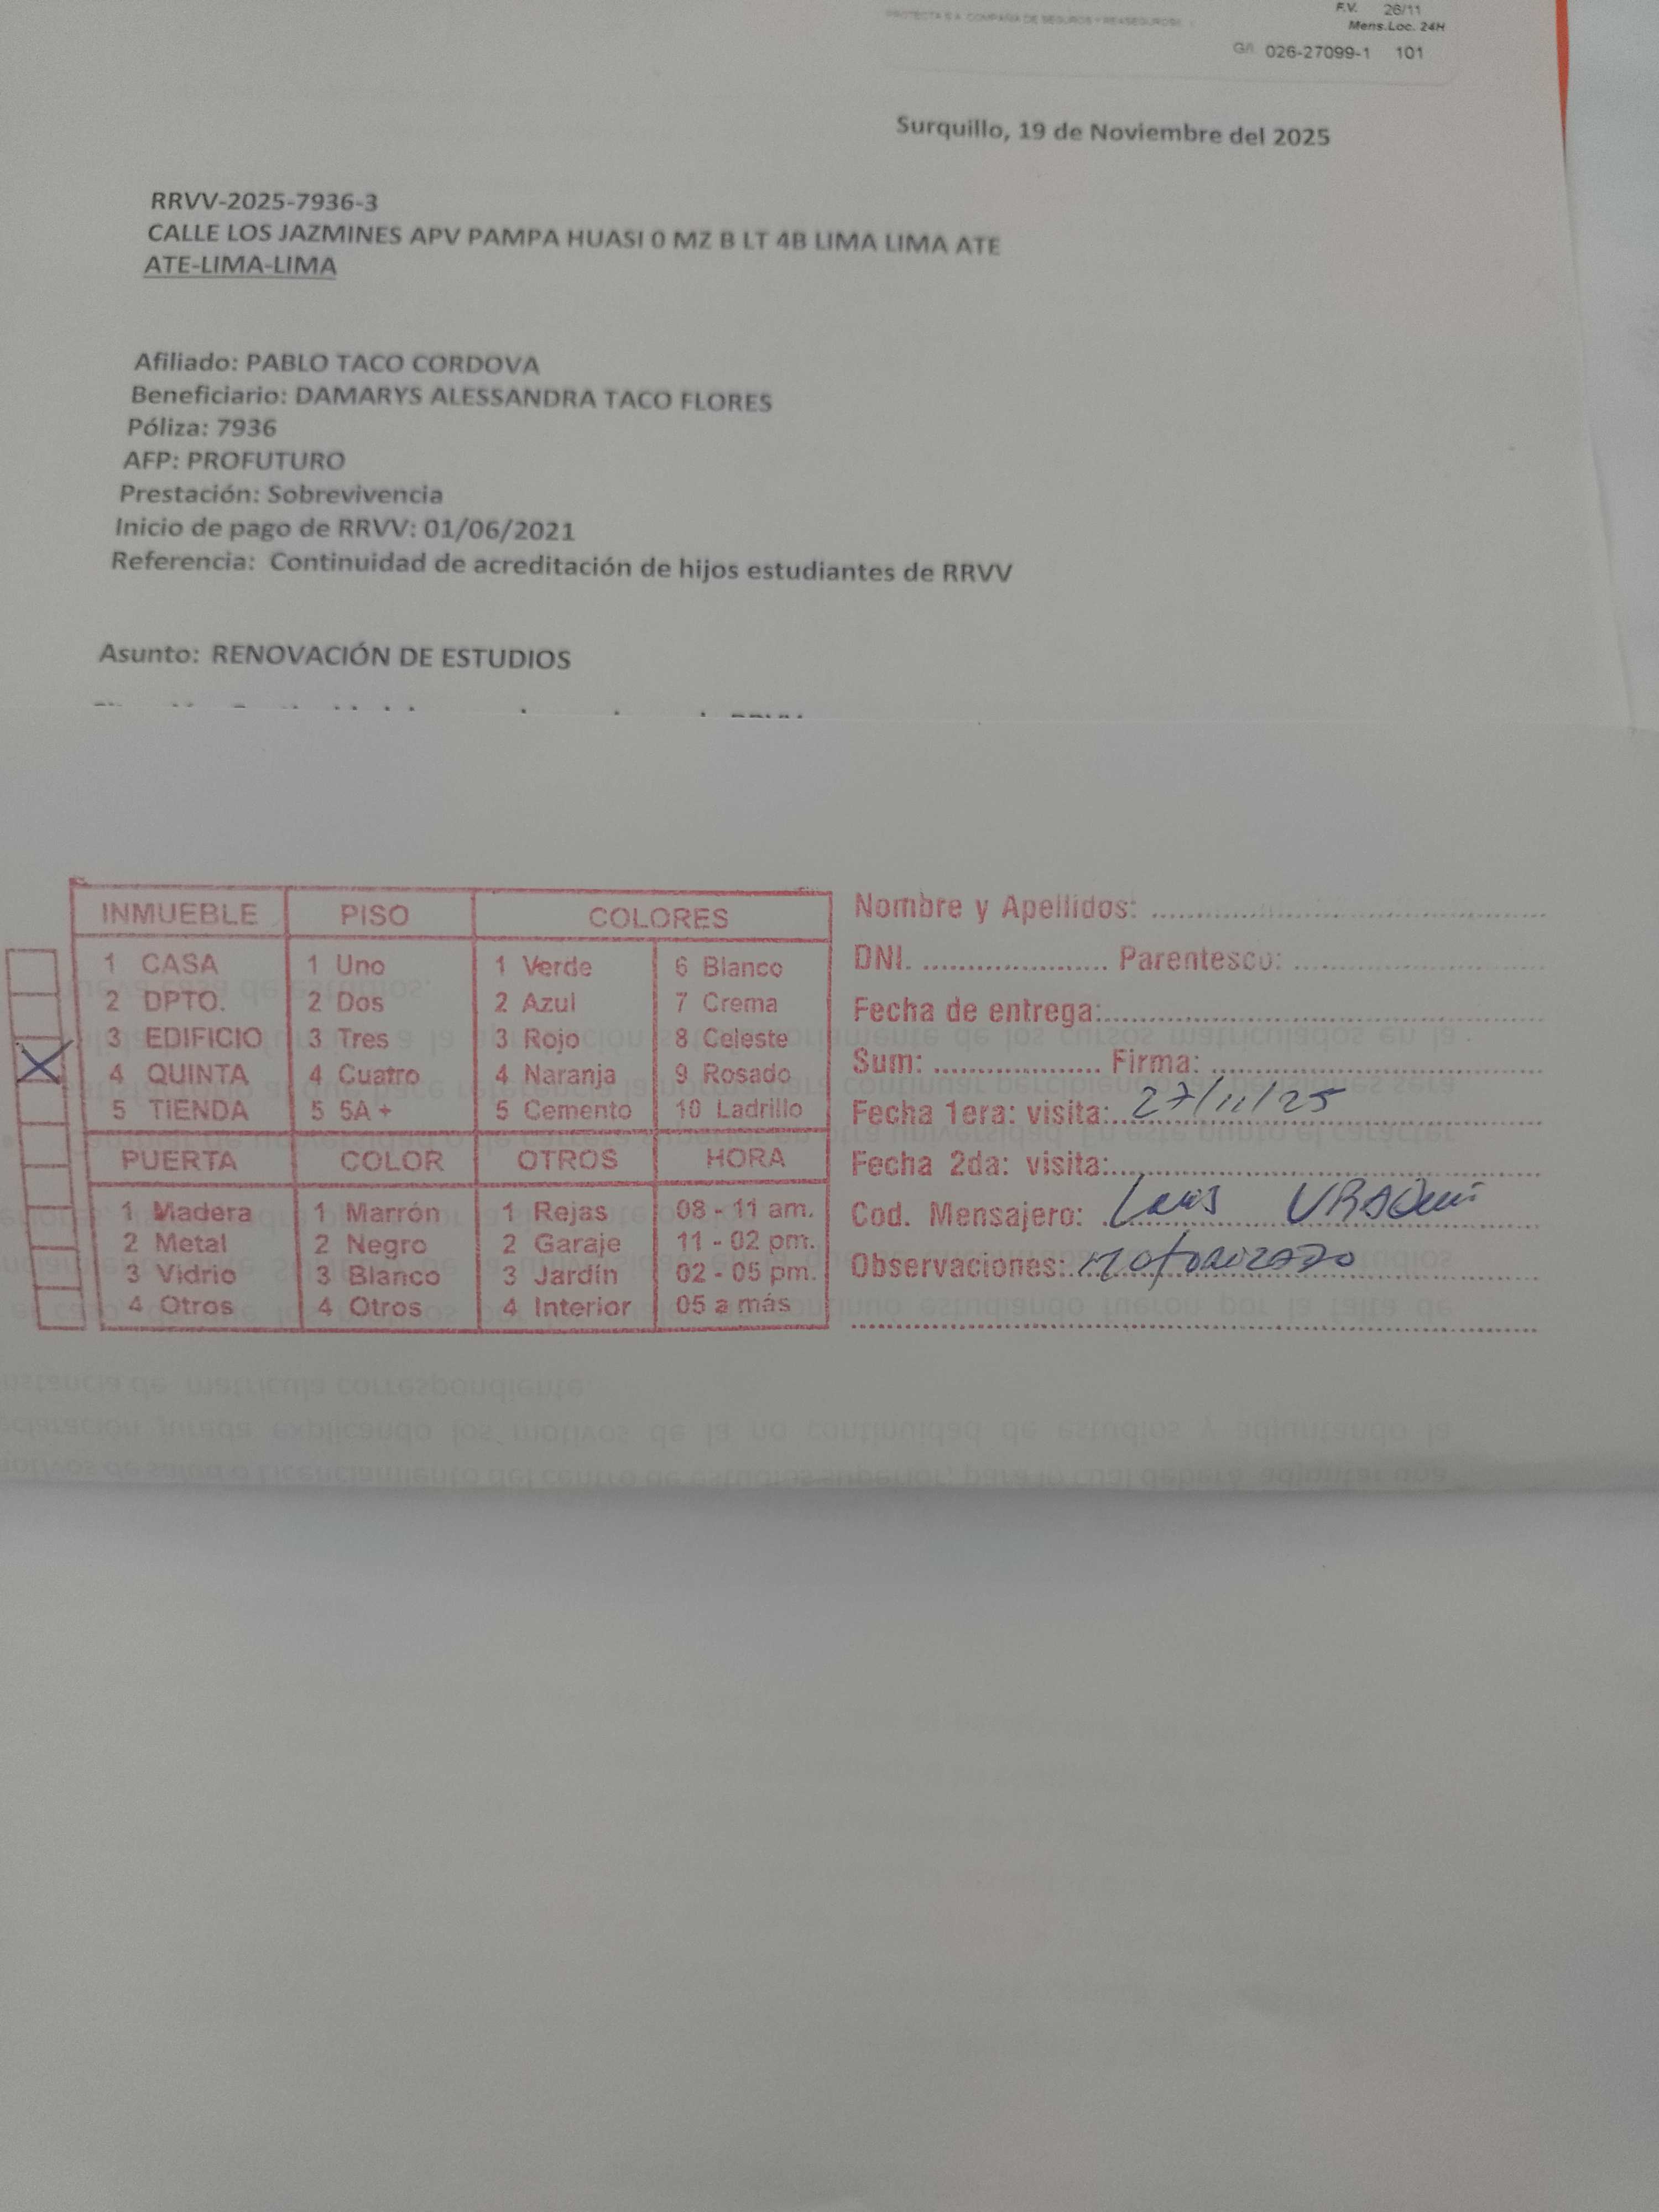 PROTECTA S.A. COMPAÑIA DE SEGUROS Y REASEGUROS
F.V. 26/11
Mens.Loc. 24H
G/I 026-27099-1 101
Surquillo, 19 de Noviembre del 2025
RRVV-2025-7936-3
CALLE LOS JAZMINES APV PAMPA HUASI 0 MZ B LT 4B LIMA LIMA ATE
ATE-LIMA-LIMA
Afiliado: PABLO TACO CORDOVA
Beneficiario: DAMARYS ALESSANDRA TACO FLORES
Póliza: 7936
AFP: PROFUTURO
Prestación: Sobrevivencia
Inicio de pago de RRVV: 01/06/2021
Referencia: Continuidad de acreditación de hijos estudiantes de RRVV
Asunto: RENOVACIÓN DE ESTUDIOS
INMUEBLE PISO COLORES
1 CASA 1 Uno 1 Verde 6 Blanco
2 DPTO. 2 Dos 2 Azul 7 Crema
3 EDIFICIO 3 Tres 3 Rojo 8 Celeste
4 QUINTA 4 Cuatro 4 Naranja 9 Rosado
5 TIENDA 5 5A + 5 Cemento 10 Ladrillo
PUERTA COLOR OTROS HORA
1 Madera 1 Marrón 1 Rejas 08 - 11 am.
2 Metal 2 Negro 2 Garaje 11 - 02 pm.
3 Vidrio 3 Blanco 3 Jardín 02 - 05 pm.
4 Otros 4 Otros 4 Interior 05 a más
Nombre y Apellidos:
DNI. Parentesco:
Fecha de entrega:
Sum: Firma:
Fecha 1era: visita: 27/11/25
Fecha 2da: visita:
Cod. Mensajero: Luis
Observaciones: Motorizado